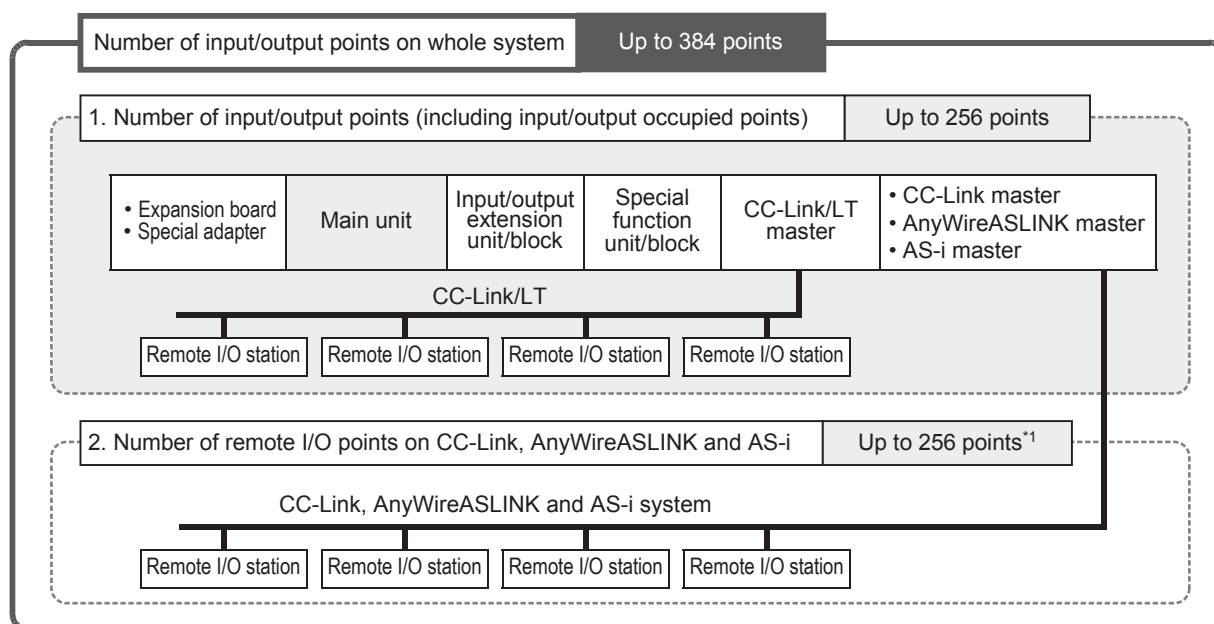 Number of input/output points on whole system Up to 384 points
1. Number of input/output points (including input/output occupied points) Up to 256 points
• Expansion board
• Special adapter
Main unit
Input/output
extension
unit/block
Special
function
unit/block
CC-Link/LT
master
• CC-Link master
• AnyWireASLINK master
• AS-i master
CC-Link/LT
Remote I/O station Remote I/O station Remote I/O station Remote I/O station
2. Number of remote I/O points on CC-Link, AnyWireASLINK and AS-i Up to 256 points*1
CC-Link, AnyWireASLINK and AS-i system
Remote I/O station Remote I/O station Remote I/O station Remote I/O station